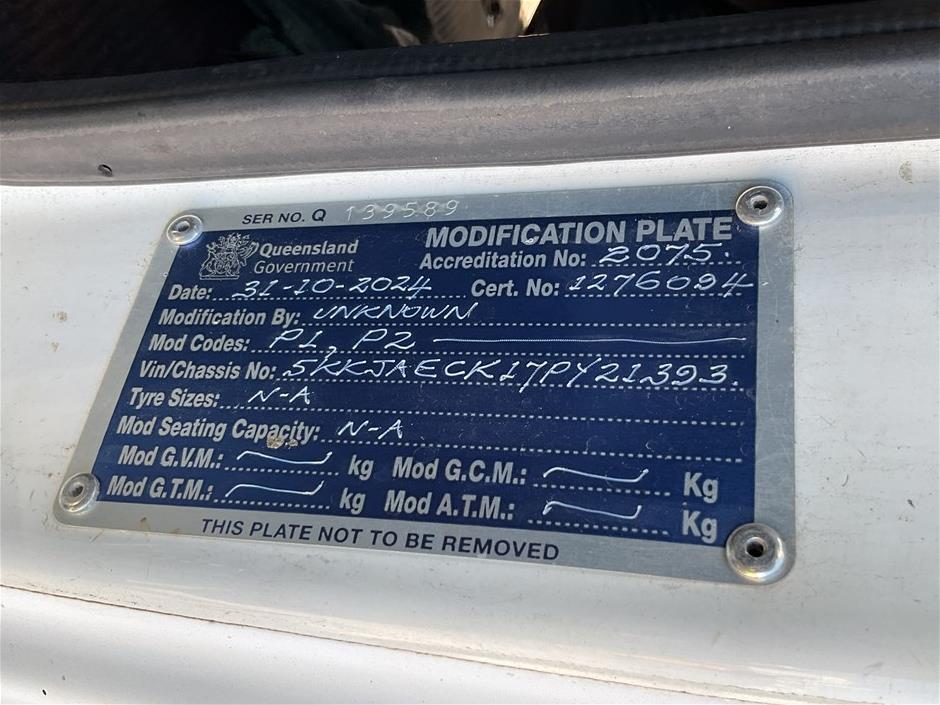 SER NO. Q 139589
Queensland Government
MODIFICATION PLATE
Accreditation No: 2075.
Date: 31-10-2024 Cert. No: 1276094
Modification By: UNKNOWN
Mod Codes: P1, P2
Vin/Chassis No: 5KKJAECK17PY21393.
Tyre Sizes: N-A
Mod Seating Capacity: N-A
Mod G.V.M.: kg Mod G.C.M.: Kg
Mod G.T.M.: kg Mod A.T.M.: Kg
THIS PLATE NOT TO BE REMOVED